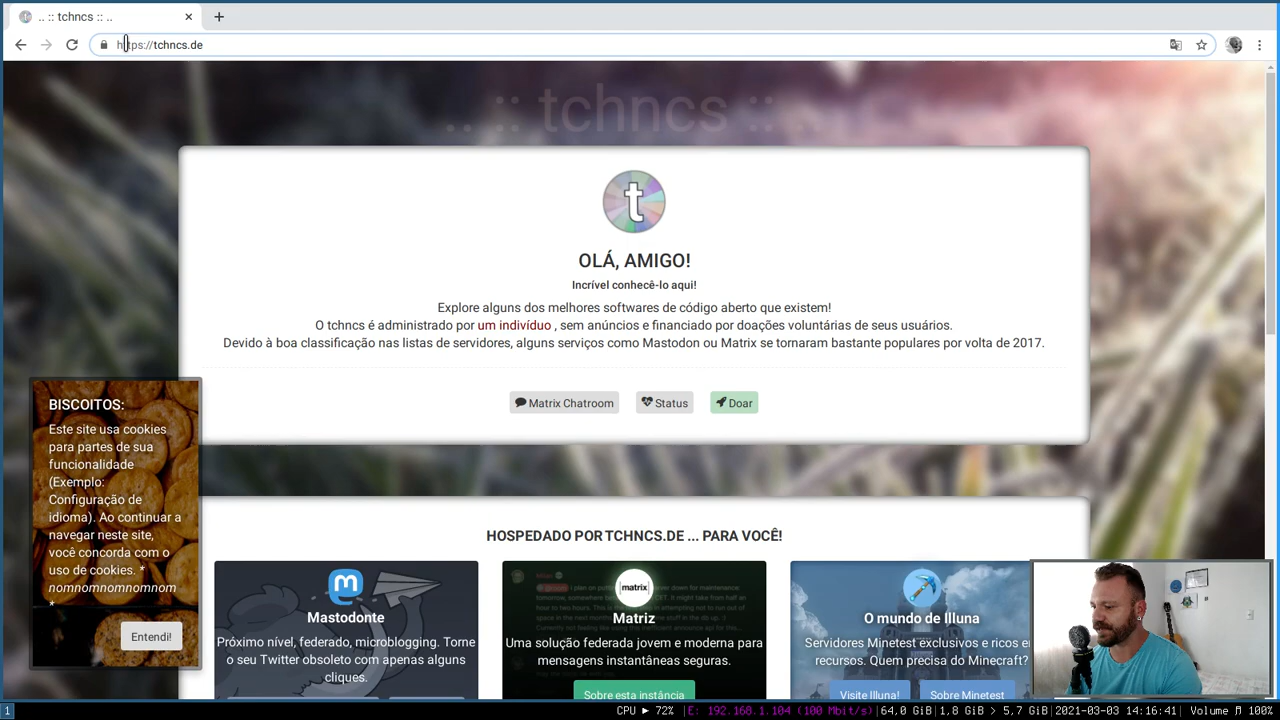 .. :: tchncs :: ..
https://tchncs.de
.. :: tchncs :: ..
t
OLÁ, AMIGO!
Incrível conhecê-lo aqui!
Explore alguns dos melhores softwares de código aberto que existem!
O tchncs é administrado por um indivíduo , sem anúncios e financiado por doações voluntárias de seus usuários.
Devido à boa classificação nas listas de servidores, alguns serviços como Mastodon ou Matrix se tornaram bastante populares por volta de 2017.
Matrix Chatroom
Status
Doar
BISCOITOS:
Este site usa cookies
para partes de sua
funcionalidade
(Exemplo:
Configuração de
idioma). Ao continuar a
navegar neste site,
você concorda com o
uso de cookies. *
nomnomnomnomnom
*
Entendi!
HOSPEDADO POR TCHNCS.DE ... PARA VOCÊ!
Mastodonte
Próximo nível, federado, microblogging. Torne
o seu Twitter obsoleto com apenas alguns
cliques.
matrix
Matriz
Uma solução federada jovem e moderna para
mensagens instantâneas seguras.
Sobre esta instância
O mundo de Illuna
Servidores Minetest exclusivos e ricos e
recursos. Quem precisa do Minecraft?
Visite Illuna!
Sobre Minetest
1
CPU ► 72% |E: 192.168.1.104 (100 Mbit/s)|64,0 GiB|1,8 GiB > 5,7 GiB|2021-03-03 14:16:41| Volume ♬ 100%